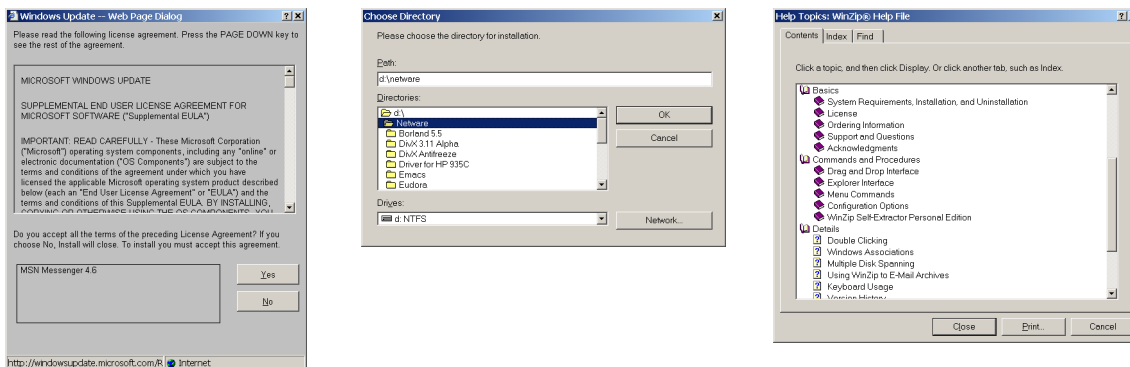 Windows Update -- Web Page Dialog
Please read the following license agreement. Press the PAGE DOWN key to
see the rest of the agreement.
MICROSOFT WINDOWS UPDATE
SUPPLEMENTAL END USER LICENSE AGREEMENT FOR
MICROSOFT SOFTWARE ("Supplemental EULA")
IMPORTANT: READ CAREFULLY - These Microsoft Corporation
("Microsoft") operating system components, including any "online" or
electronic documentation ("OS Components") are subject to the
terms and conditions of the agreement under which you have
licensed the applicable Microsoft operating system product described
below (each an "End User License Agreement" or "EULA") and the
terms and conditions of this Supplemental EULA. BY INSTALLING,
COPYING OR OTHERWISE USING THE OS COMPONENTS, YOU
Do you accept all the terms of the preceding License Agreement? If you
choose No, Install will close. To install you must accept this agreement.
MSN Messenger 4.6
Yes
No
http://windowsupdate.microsoft.com/R
Internet
Choose Directory
Please choose the directory for installation.
Path:
d:\netware
Directories:
d:\
Netware
Borland 5.5
DivX 3.11 Alpha
DivX Antifreeze
Driver for HP 935C
Emacs
Eudora
OK
Cancel
Drives:
d: NTFS
Network...
Help Topics: WinZip® Help File
Contents
Index
Find
Click a topic, and then click Display. Or click another tab, such as Index.
Basics
System Requirements, Installation, and Uninstallation
License
Ordering Information
Support and Questions
Acknowledgments
Commands and Procedures
Drag and Drop Interface
Explorer Interface
Menu Commands
Configuration Options
WinZip Self-Extractor Personal Edition
Details
Double Clicking
Windows Associations
Multiple Disk Spanning
Using WinZip to E-Mail Archives
Keyboard Usage
Version History
Close
Print...
Cancel